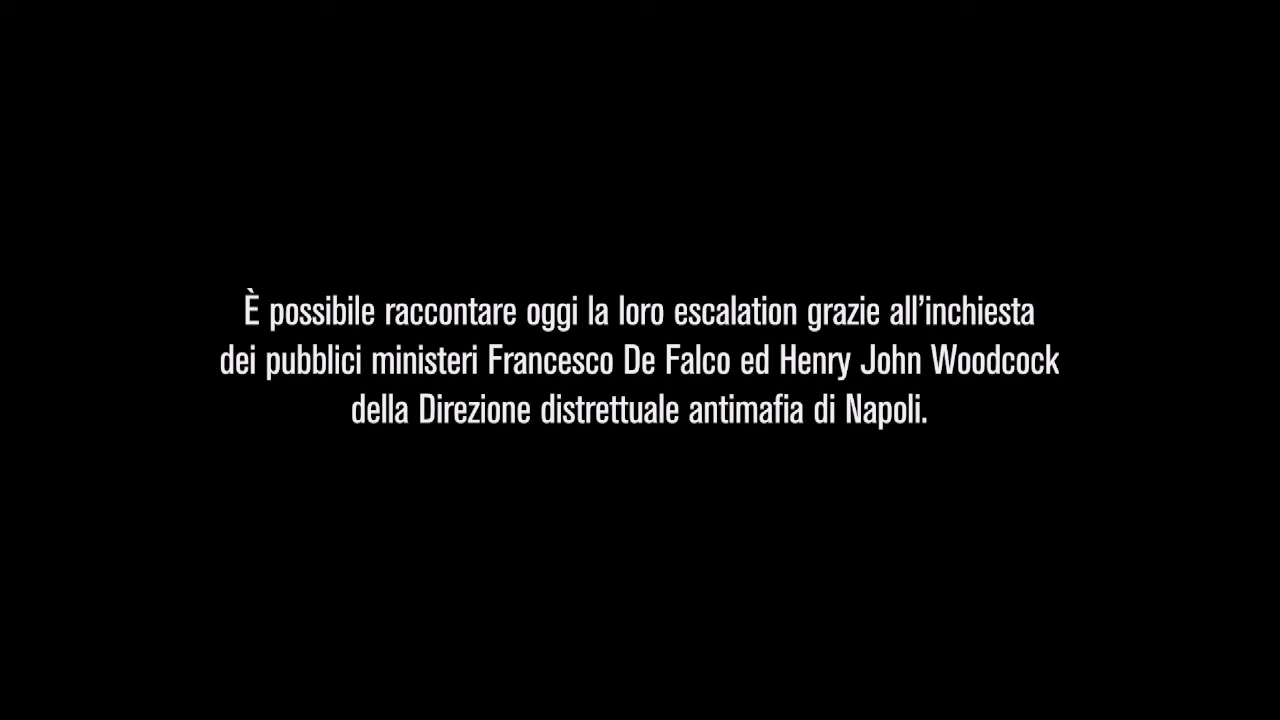 È possibile raccontare oggi la loro escalation grazie all’inchiesta
dei pubblici ministeri Francesco De Falco ed Henry John Woodcock
della Direzione distrettuale antimafia di Napoli.